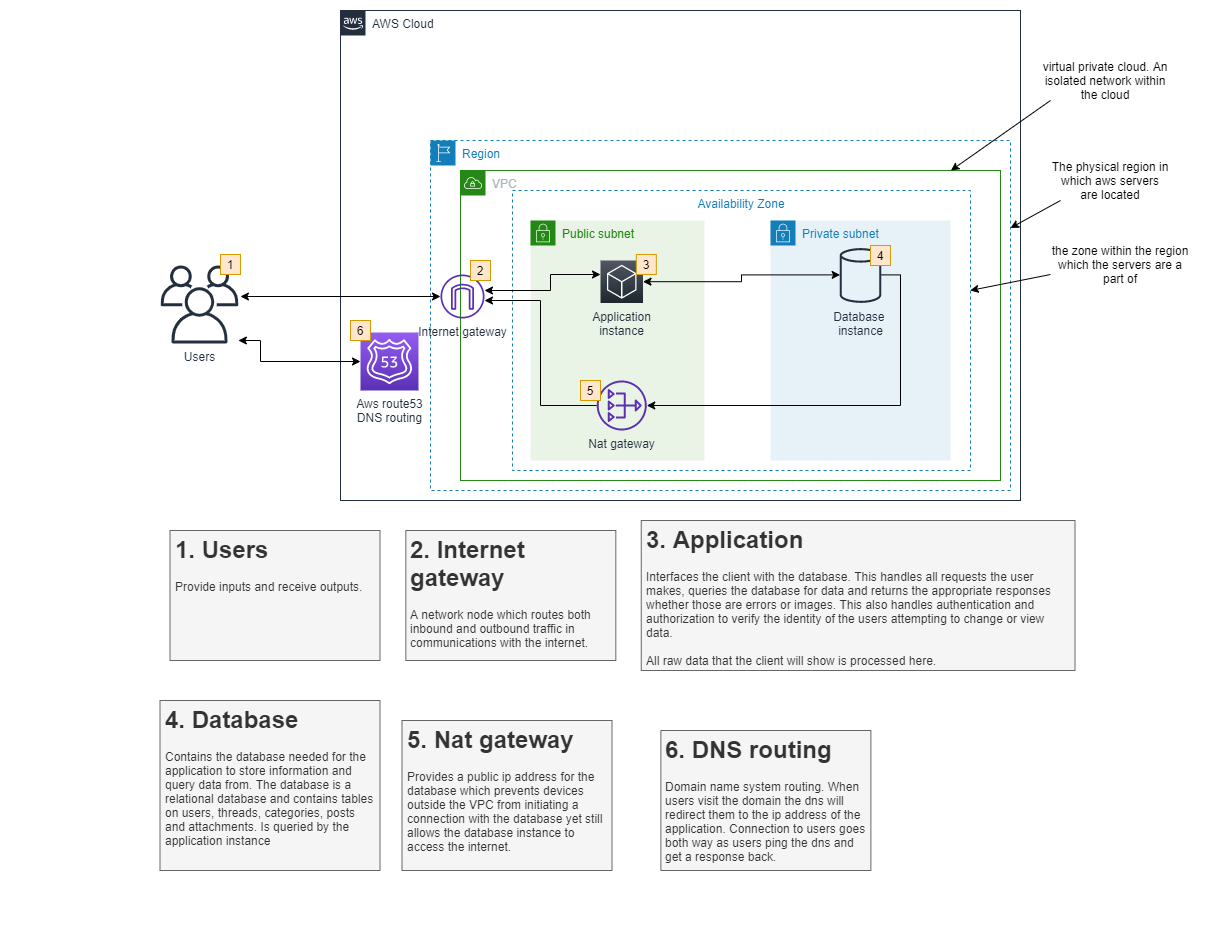 aws
AWS Cloud
virtual private cloud. An
isolated network within
the cloud
Region
The physical region in
which aws servers
are located
VPC
Availability Zone
Public subnet
Private subnet
the zone within the region
which the servers are a
part of
1
2
3
4
Users
Internet gateway
Application
instance
Database
instance
6
53
Aws route53
DNS routing
5
Nat gateway
1. Users
Provide inputs and receive outputs.
2. Internet
gateway
A network node which routes both
inbound and outbound traffic in
communications with the internet.
3. Application
Interfaces the client with the database. This handles all requests the user
makes, queries the database for data and returns the appropriate responses
whether those are errors or images. This also handles authentication and
authorization to verify the identity of the users attempting to change or view
data.
All raw data that the client will show is processed here.
4. Database
Contains the database needed for the
application to store information and
query data from. The database is a
relational database and contains tables
on users, threads, categories, posts
and attachments. Is queried by the
application instance
5. Nat gateway
Provides a public ip address for the
database which prevents devices
outside the VPC from initiating a
connection with the database yet still
allows the database instance to
access the internet.
6. DNS routing
Domain name system routing. When
users visit the domain the dns will
redirect them to the ip address of the
application. Connection to users goes
both way as users ping the dns and
get a response back.